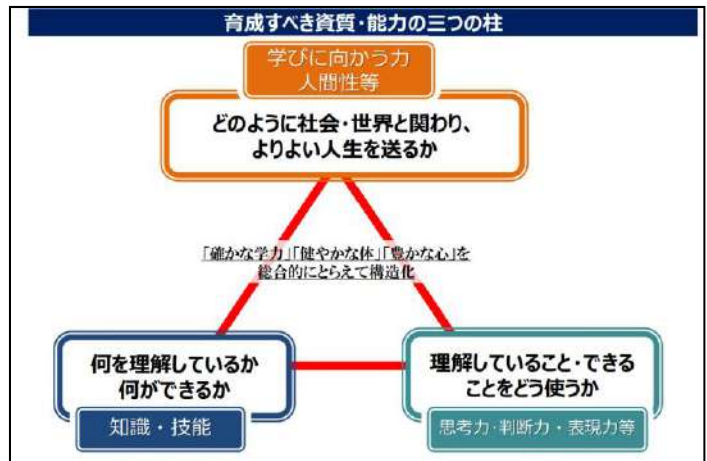 育成すべき資質・能力の三つの柱
学びに向かう力
人間性等
どのように社会・世界と関わり、
よりよい人生を送るか
「確かな学力」「健やかな体」「豊かな心」を
総合的にとらえて構造化
何を理解しているか
何ができるか
知識・技能
理解していること・できる
ことをどう使うか
思考力・判断力・表現力等